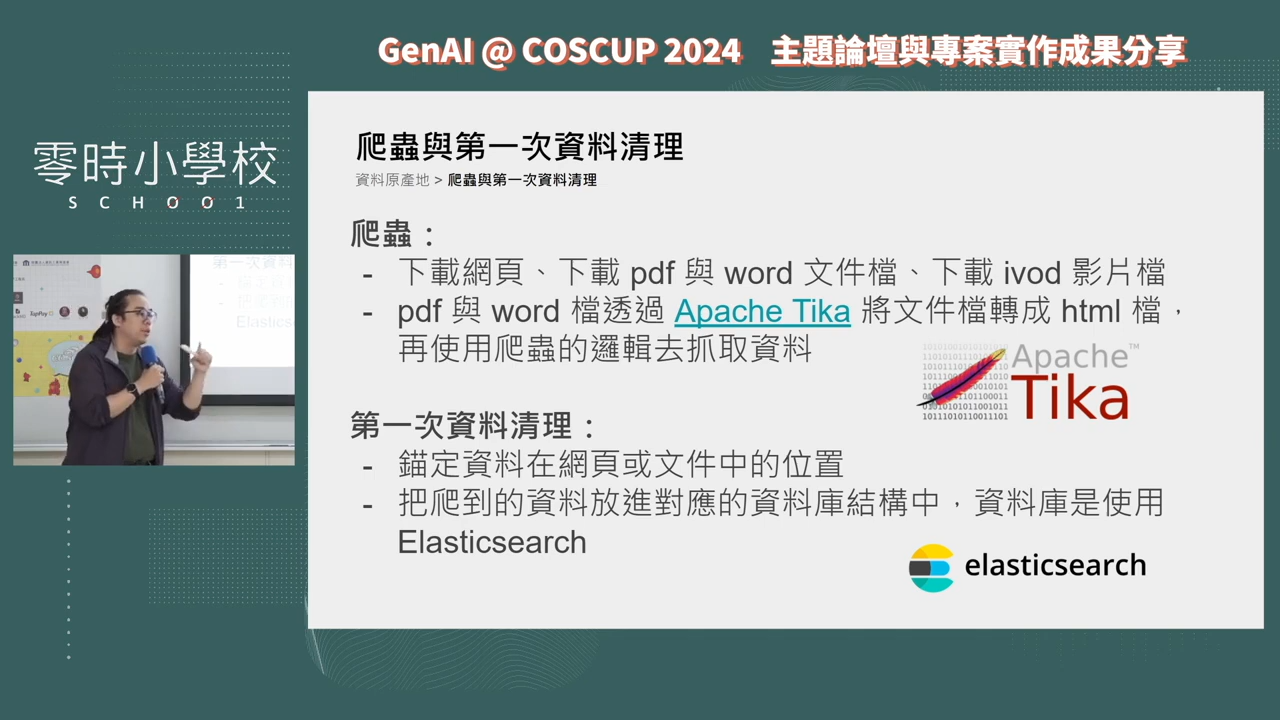 GenAI @ COSCUP 2024 主題論壇與專案實作成果分享
零時小學校
SCHOO1
爬蟲與第一次資料清理
資料原產地 > 爬蟲與第一次資料清理
爬蟲：
- 下載網頁、下載 pdf 與 word 文件檔、下載 ivod 影片檔
- pdf 與 word 檔透過 Apache Tika 將文件檔轉成 html 檔，
再使用爬蟲的邏輯去抓取資料
Apache™
Tika
第一次資料清理：
- 錨定資料在網頁或文件中的位置
- 把爬到的資料放進對應的資料庫結構中，資料庫是使用
Elasticsearch
elasticsearch